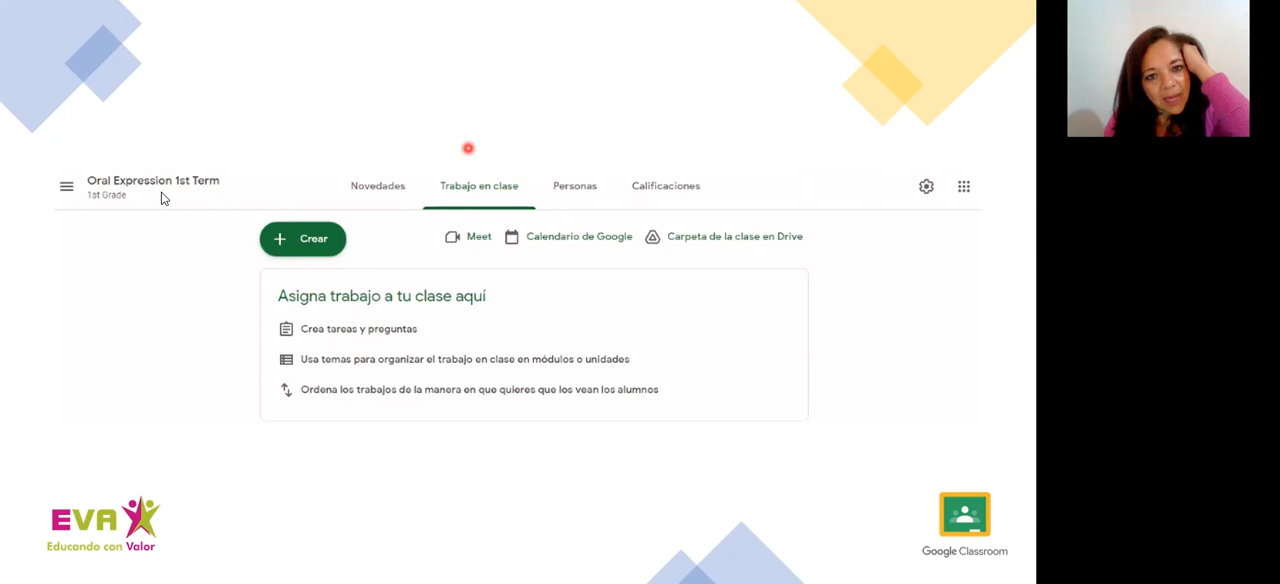 Oral Expression 1st Term
1st Grade
Novedades
Trabajo en clase
Personas
Calificaciones
Crear
Meet
Calendario de Google
Carpeta de la clase en Drive
Asigna trabajo a tu clase aquí
Crea tareas y preguntas
Usa temas para organizar el trabajo en clase en módulos o unidades
Ordena los trabajos de la manera en que quieres que los vean los alumnos
EVA
Educando con Valor
Google Classroom